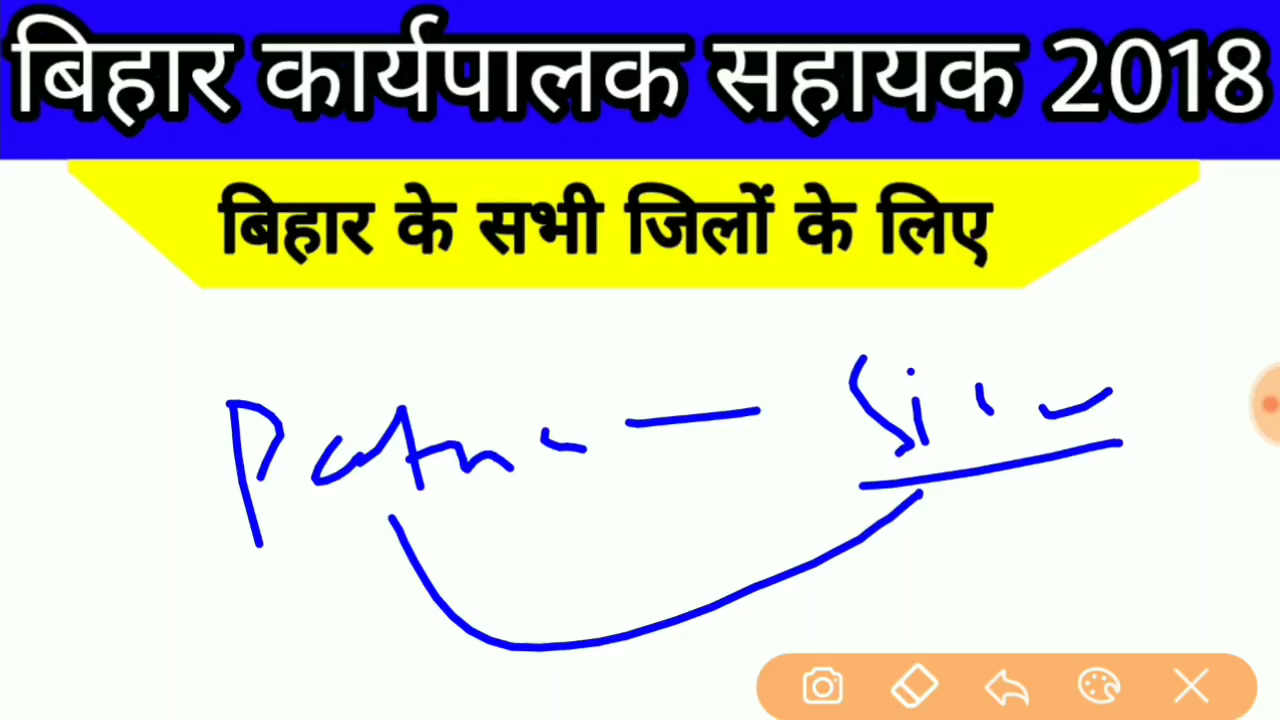 बिहार कार्यपालक सहायक 2018
बिहार के सभी जिलों के लिए
Patna —